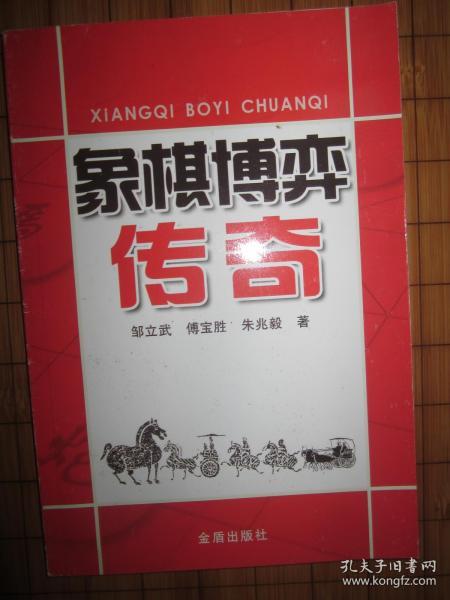 XiANGQI BOYI CHUANQI
象棋博弈
传奇
邹立武 傅宝胜 朱兆毅 著
金盾出版社
孔夫子旧书网
www.kongfz.com